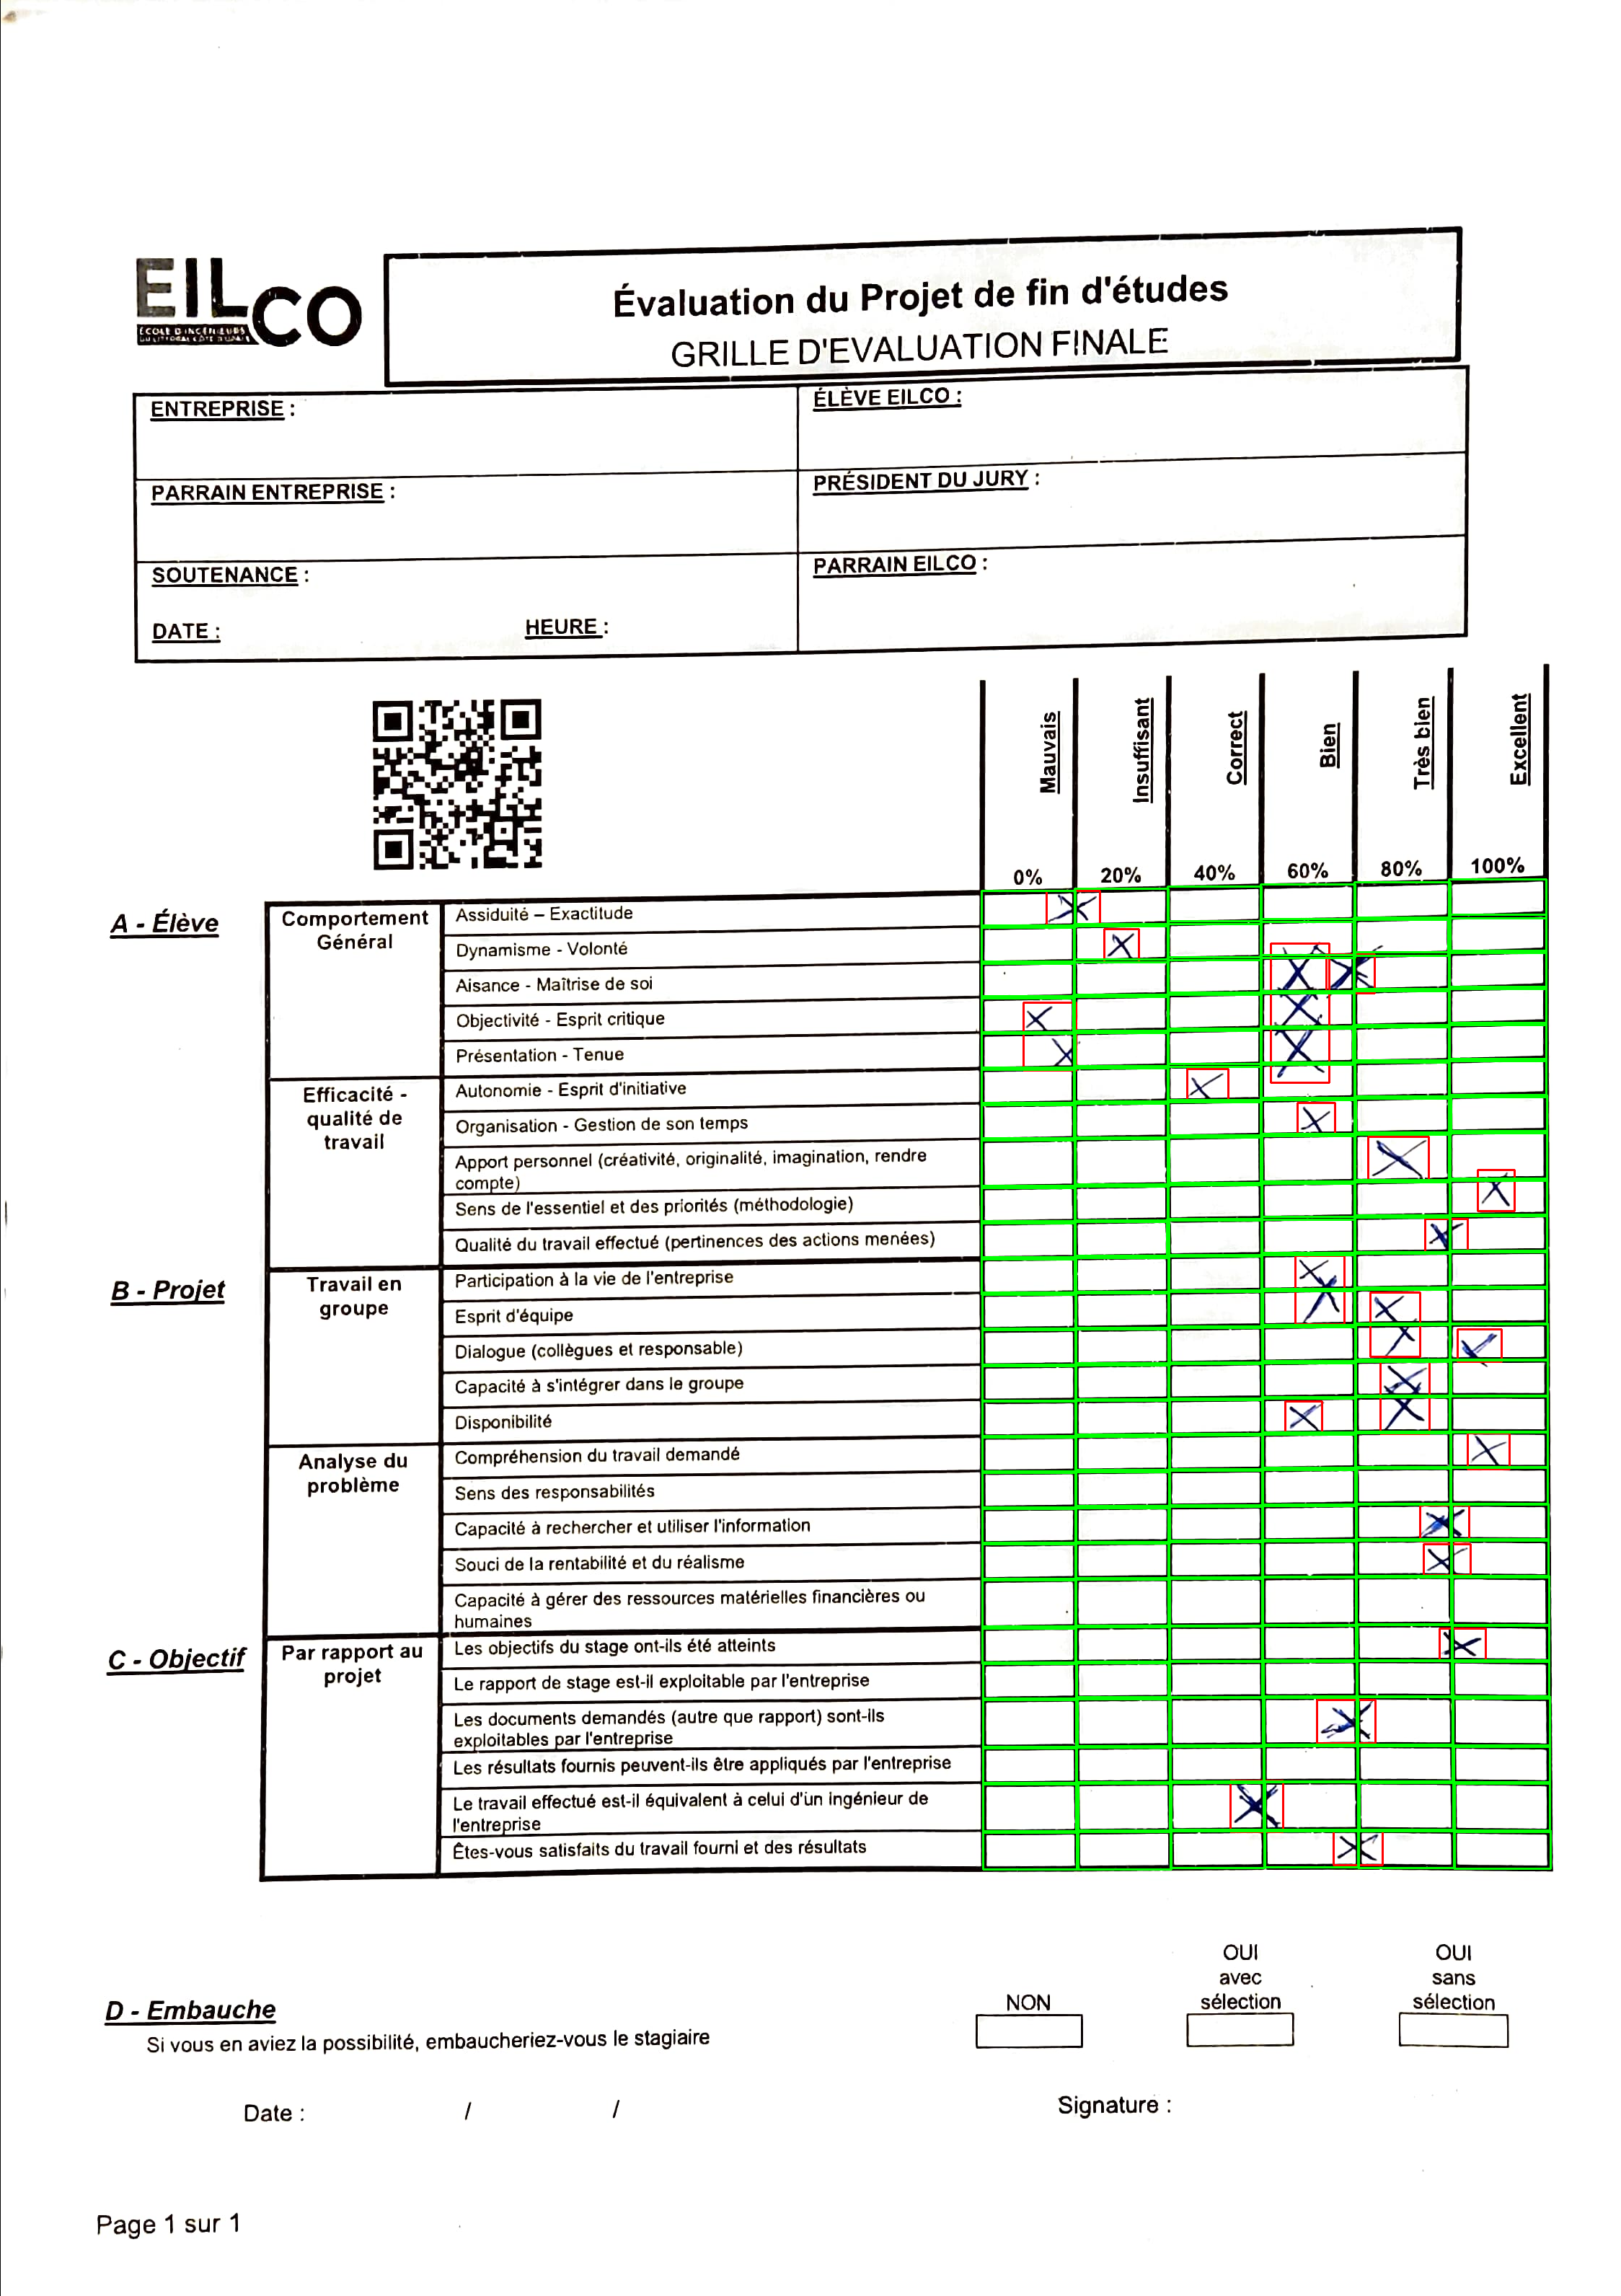 EILCO
ÉCOLE D'INGÉNIEURS
DU LITTORAL CÔTE D'OPALE
Évaluation du Projet de fin d'études
GRILLE D'EVALUATION FINALE
ENTREPRISE :
ÉLÈVE EILCO :
PARRAIN ENTREPRISE :
PRÉSIDENT DU JURY :
SOUTENANCE :
PARRAIN EILCO :
DATE :
HEURE :
Mauvais
Insuffisant
Correct
Bien
Très bien
Excellent
0% 20% 40% 60% 80% 100%
A - Élève
Comportement
Général
Assiduité – Exactitude
Dynamisme - Volonté
Aisance - Maîtrise de soi
Objectivité - Esprit critique
Présentation - Tenue
Efficacité -
qualité de
travail
Autonomie - Esprit d'initiative
Organisation - Gestion de son temps
Apport personnel (créativité, originalité, imagination, rendre
compte)
Sens de l'essentiel et des priorités (méthodologie)
Qualité du travail effectué (pertinences des actions menées)
B - Projet
Travail en
groupe
Participation à la vie de l'entreprise
Esprit d'équipe
Dialogue (collègues et responsable)
Capacité à s'intégrer dans le groupe
Disponibilité
Analyse du
problème
Compréhension du travail demandé
Sens des responsabilités
Capacité à rechercher et utiliser l'information
Souci de la rentabilité et du réalisme
Capacité à gérer des ressources matérielles financières ou
humaines
C - Objectif
Par rapport au
projet
Les objectifs du stage ont-ils été atteints
Le rapport de stage est-il exploitable par l'entreprise
Les documents demandés (autre que rapport) sont-ils
exploitables par l'entreprise
Les résultats fournis peuvent-ils être appliqués par l'entreprise
Le travail effectué est-il équivalent à celui d'un ingénieur de
l'entreprise
Êtes-vous satisfaits du travail fourni et des résultats
D - Embauche
Si vous en aviez la possibilité, embaucheriez-vous le stagiaire
NON
OUI
avec
sélection
OUI
sans
sélection
Date : / /
Signature :
Page 1 sur 1